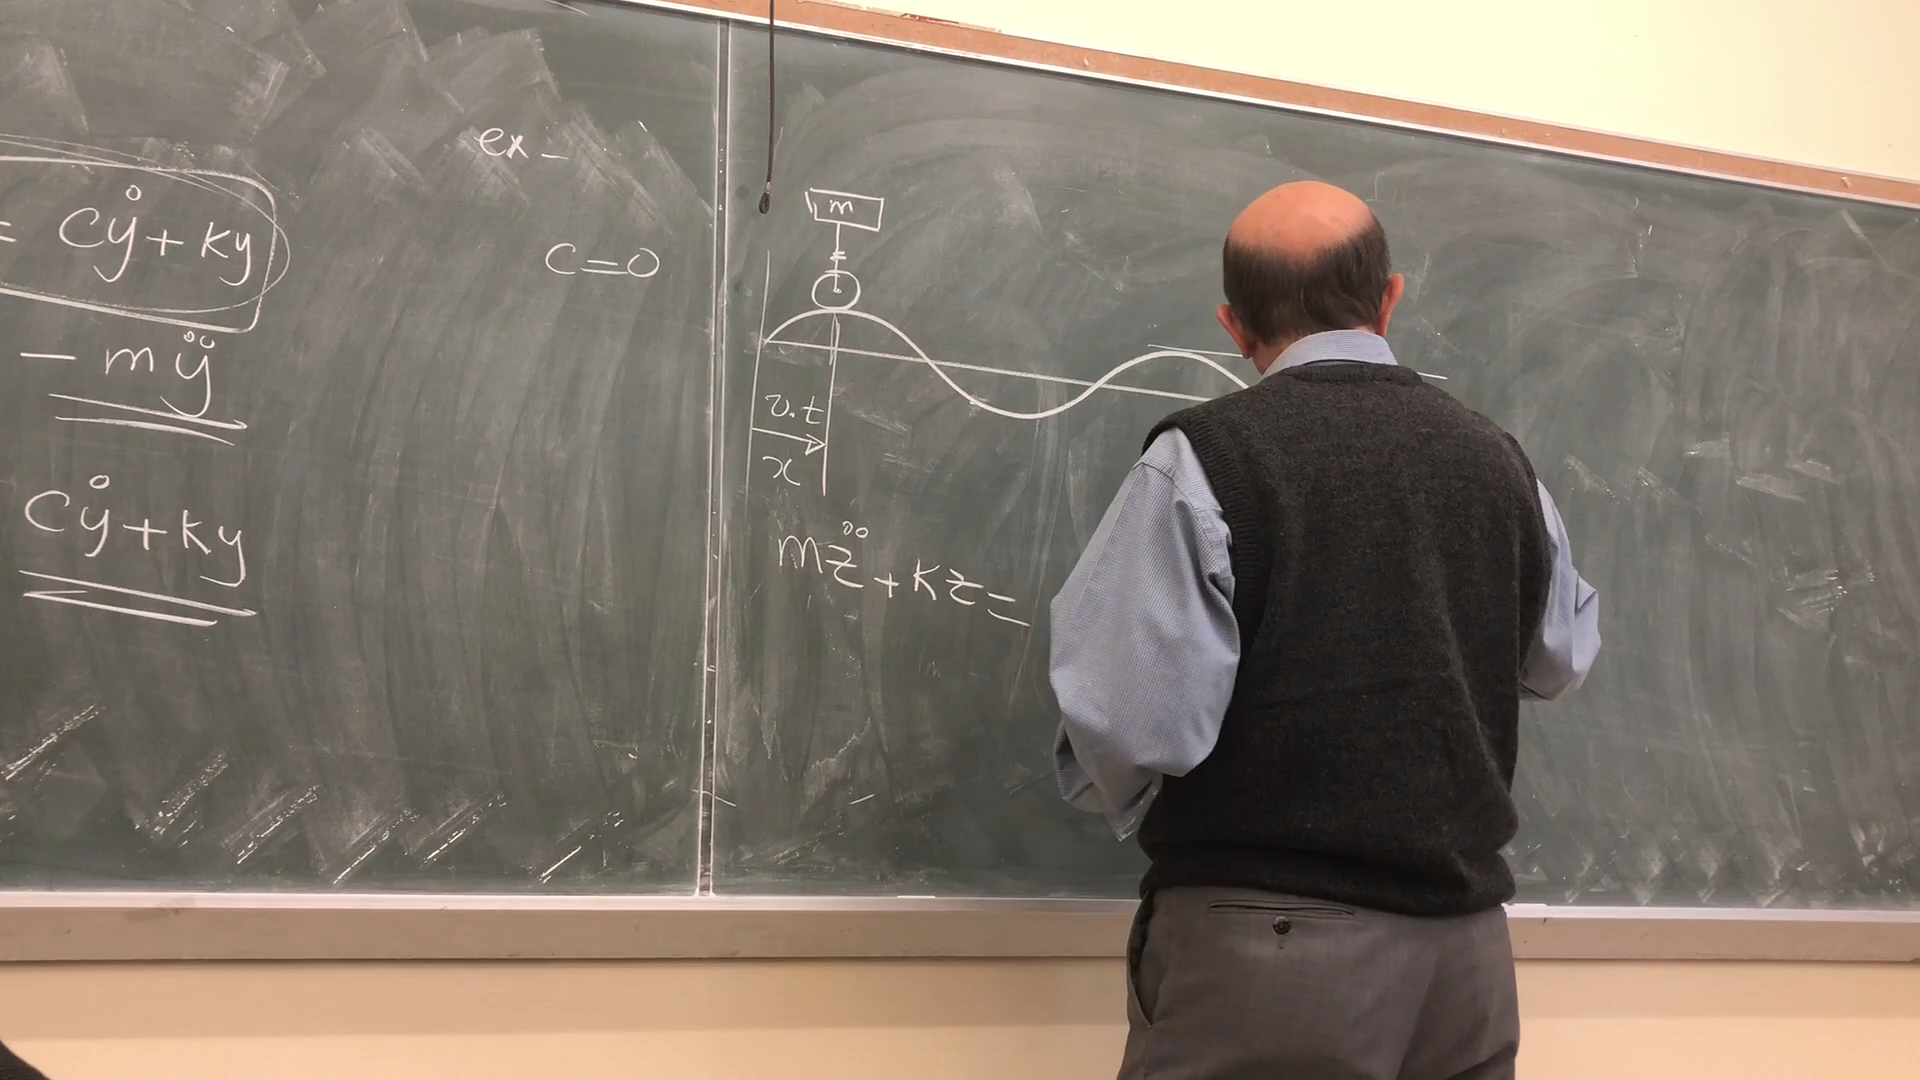 = cẏ + ky
- mÿ
cẏ + ky
ex -
c = 0
m
v.t
x
mz̈ + kz =